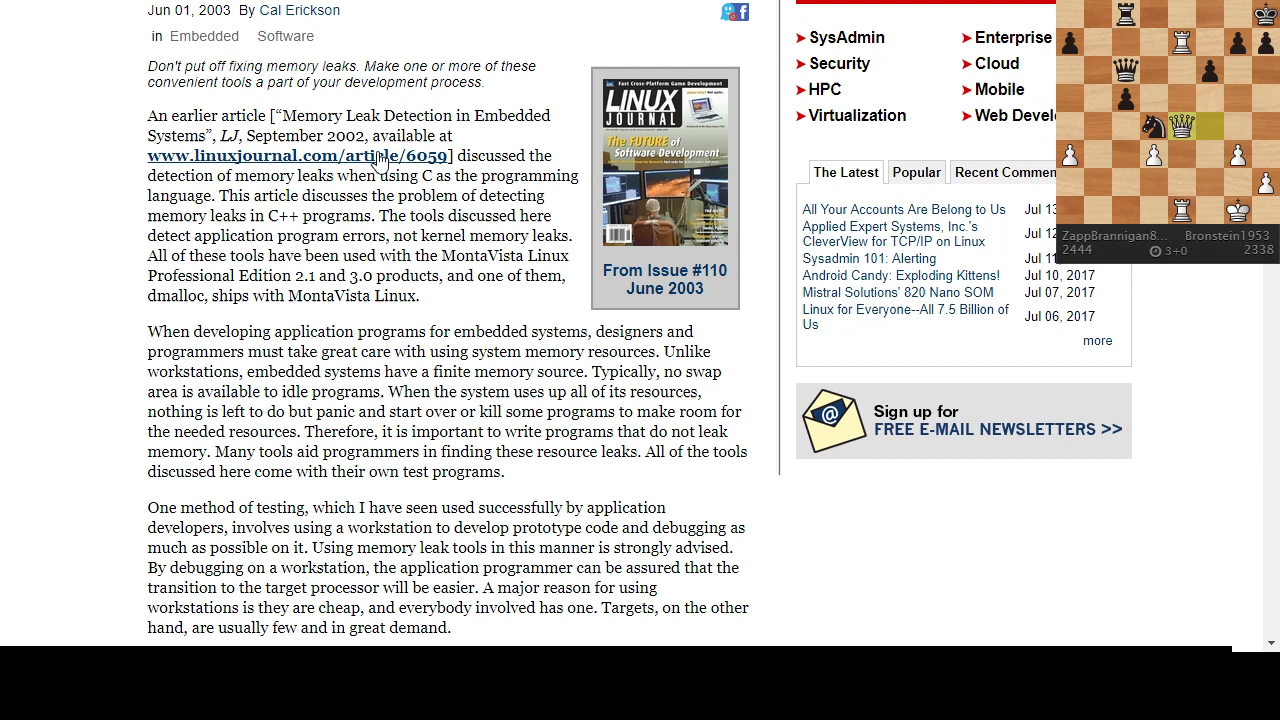 Jun 01, 2003 By Cal Erickson
in Embedded Software
Don't put off fixing memory leaks. Make one or more of these
convenient tools a part of your development process.
An earlier article [“Memory Leak Detection in Embedded
Systems”, LJ, September 2002, available at
www.linuxjournal.com/article/6059] discussed the
detection of memory leaks when using C as the programming
language. This article discusses the problem of detecting
memory leaks in C++ programs. The tools discussed here
detect application program errors, not kernel memory leaks.
All of these tools have been used with the MontaVista Linux
Professional Edition 2.1 and 3.0 products, and one of them,
dmalloc, ships with MontaVista Linux.
Fast Cross-Platform Game Development
LINUX
JOURNAL
The FUTURE of
Software Development
From Issue #110
June 2003
When developing application programs for embedded systems, designers and
programmers must take great care with using system memory resources. Unlike
workstations, embedded systems have a finite memory source. Typically, no swap
area is available to idle programs. When the system uses up all of its resources,
nothing is left to do but panic and start over or kill some programs to make room for
the needed resources. Therefore, it is important to write programs that do not leak
memory. Many tools aid programmers in finding these resource leaks. All of the tools
discussed here come with their own test programs.
One method of testing, which I have seen used successfully by application
developers, involves using a workstation to develop prototype code and debugging as
much as possible on it. Using memory leak tools in this manner is strongly advised.
By debugging on a workstation, the application programmer can be assured that the
transition to the target processor will be easier. A major reason for using
workstations is they are cheap, and everybody involved has one. Targets, on the other
hand, are usually few and in great demand.
SysAdmin Enterprise
Security Cloud
HPC Mobile
Virtualization Web Devel
The Latest Popular Recent Commen
All Your Accounts Are Belong to Us Jul 13
Applied Expert Systems, Inc.'s
CleverView for TCP/IP on Linux Jul 12
Sysadmin 101: Alerting Jul 11
Android Candy: Exploding Kittens! Jul 10, 2017
Mistral Solutions' 820 Nano SOM Jul 07, 2017
Linux for Everyone--All 7.5 Billion of
Us Jul 06, 2017
more
Sign up for
FREE E-MAIL NEWSLETTERS >>
ZappBrannigan8... Bronstein1953
2444 3+0 2338